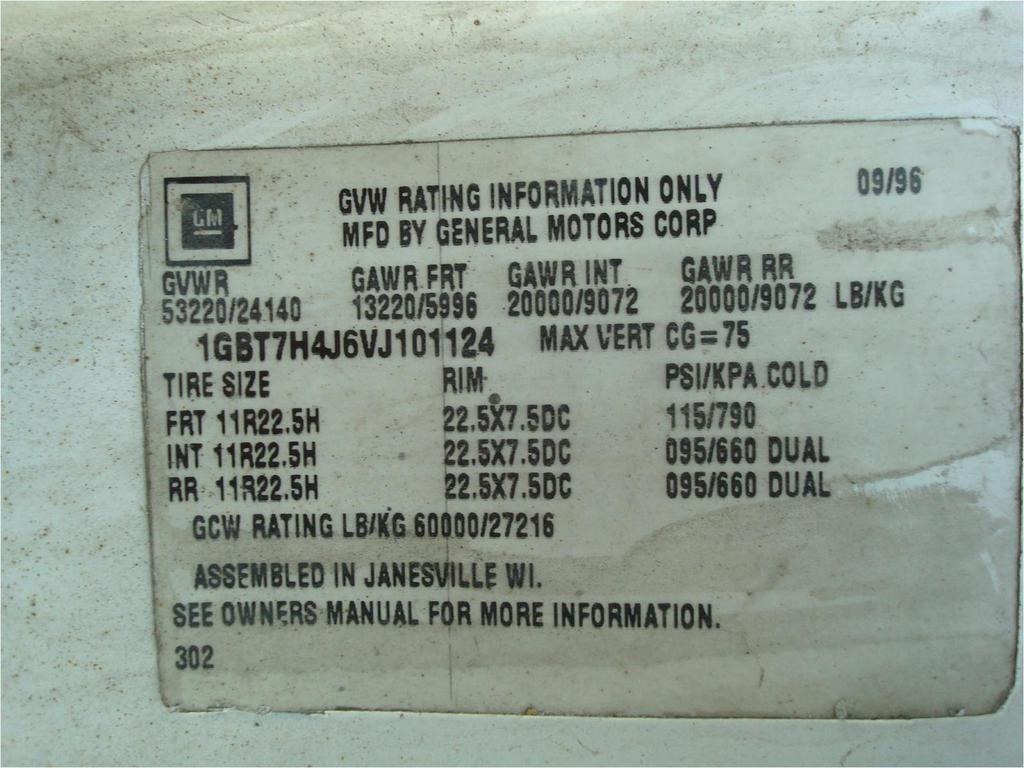 GM
GVW RATING INFORMATION ONLY 09/96
MFD BY GENERAL MOTORS CORP
GVWR GAWR FRT GAWR INT GAWR RR
53220/24140 13220/5996 20000/9072 20000/9072 LB/KG
1GBT7H4J6VJ101124 MAX VERT CG=75
TIRE SIZE RIM PSI/KPA COLD
FRT 11R22.5H 22.5X7.5DC 115/790
INT 11R22.5H 22.5X7.5DC 095/660 DUAL
RR 11R22.5H 22.5X7.5DC 095/660 DUAL
GCW RATING LB/KG 60000/27216
ASSEMBLED IN JANESVILLE WI.
SEE OWNERS MANUAL FOR MORE INFORMATION.
302